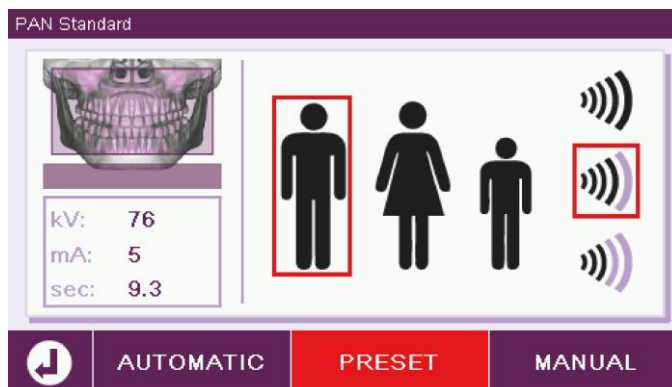 PAN Standard
kV: 76
mA: 5
sec: 9.3
AUTOMATIC PRESET MANUAL